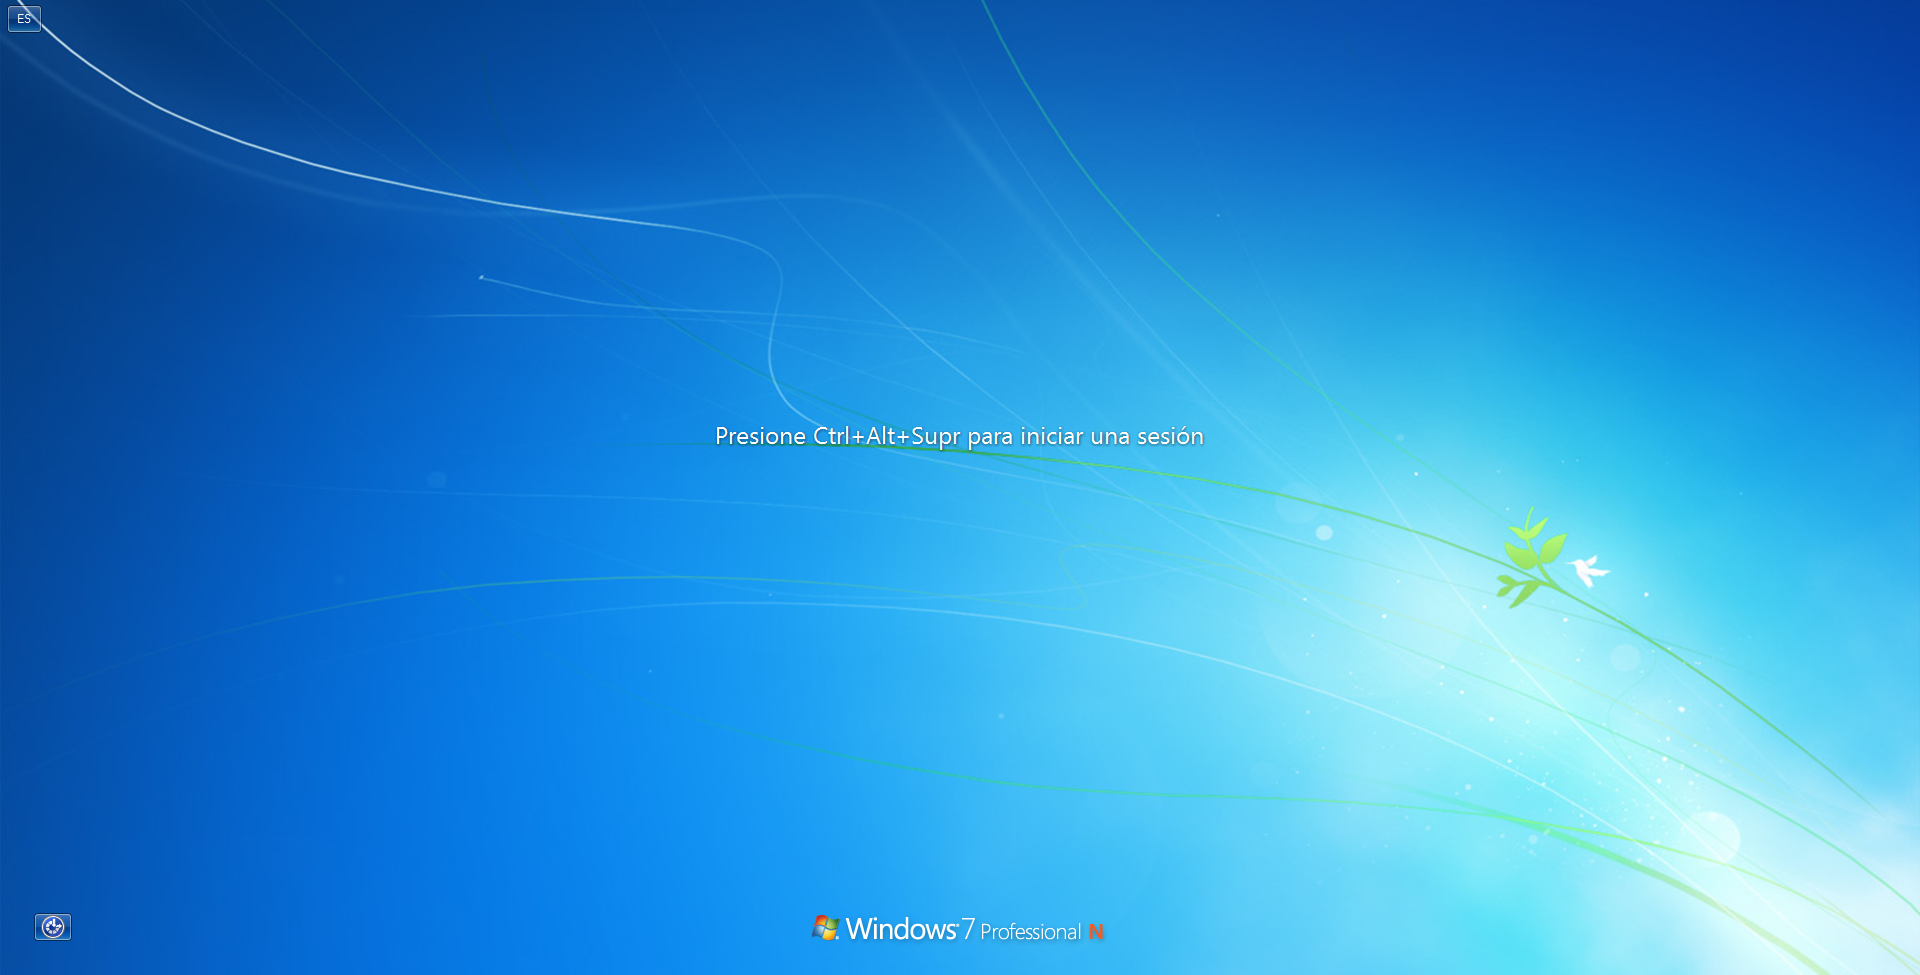 ES
Presione Ctrl+Alt+Supr para iniciar una sesión
Windows 7 Professional N